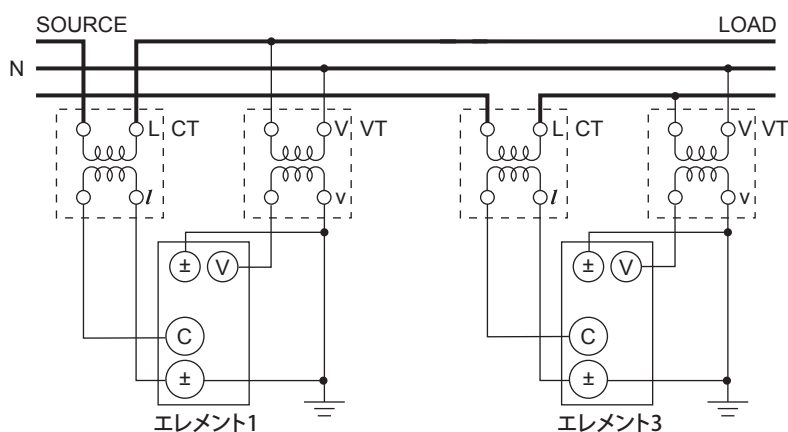 SOURCE LOAD
N
L CT V VT L CT V VT
l v l v
± V ± V
C C
± ±
エレメント1 エレメント3